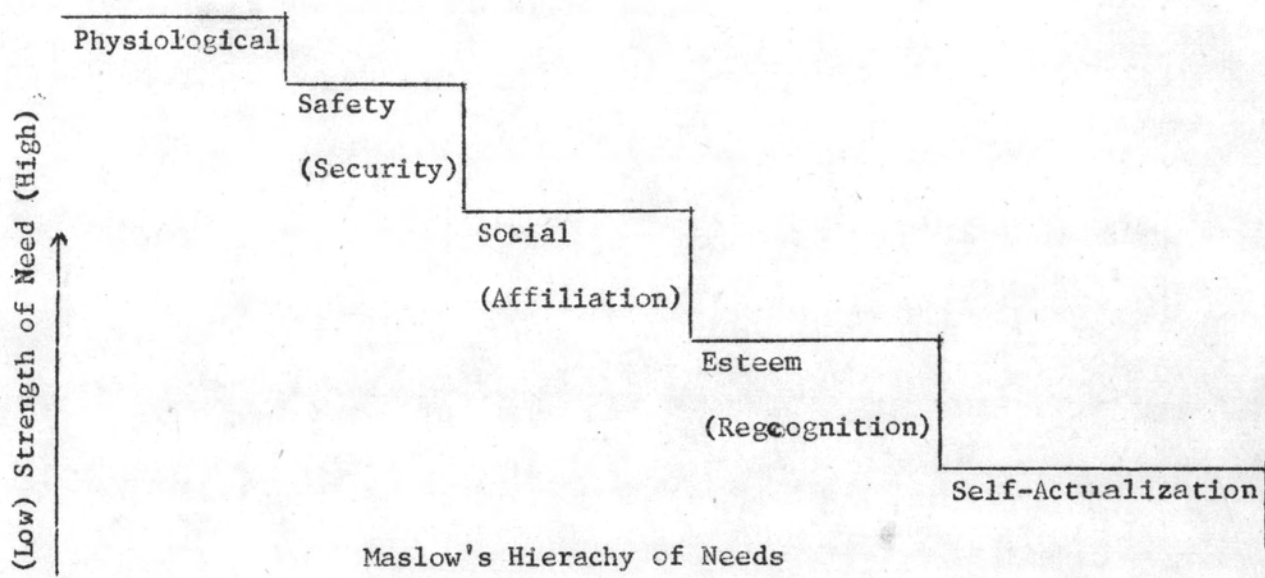 Physiological
Safety
(Security)
Social
(Affiliation)
Esteem
(Regcognition)
Self-Actualization
(Low) Strength of Need (High)
Maslow's Hierachy of Needs